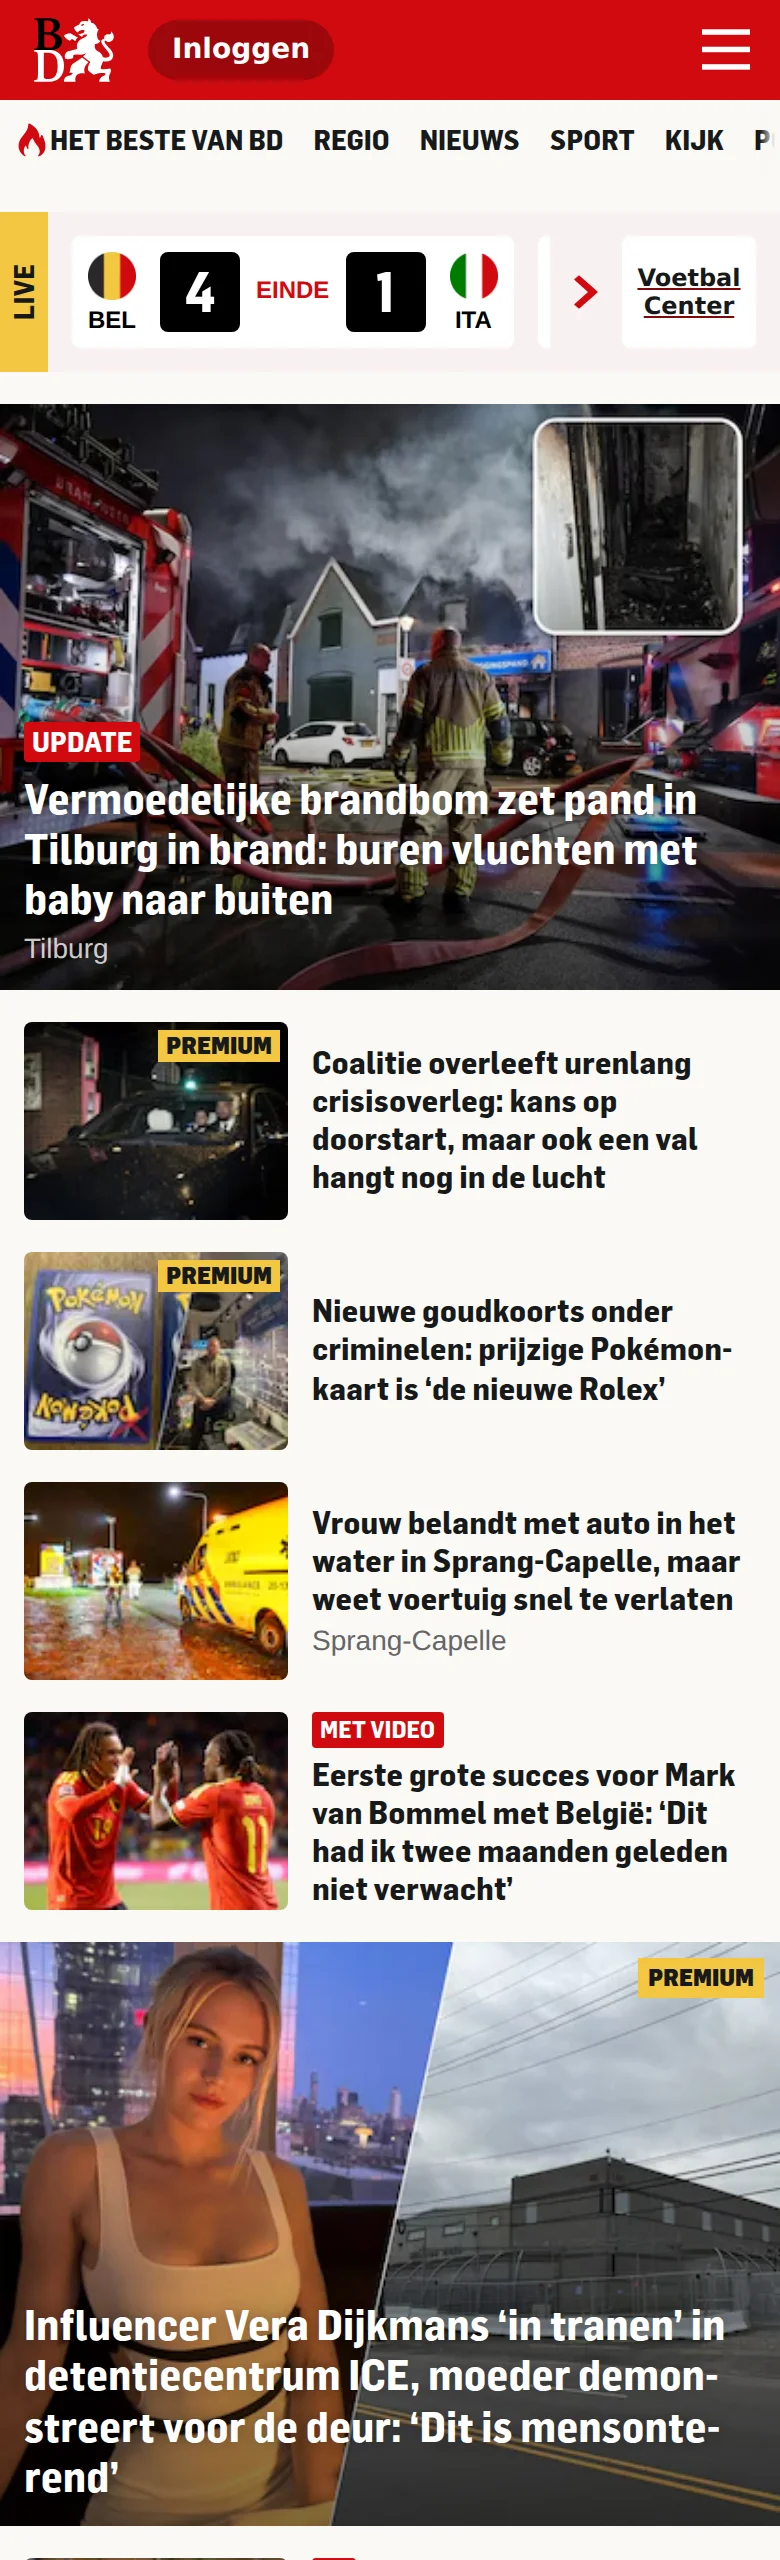 BD
Inloggen
HET BESTE VAN BD REGIO NIEUWS SPORT KIJK
LIVE
BEL 4 EINDE 1 ITA
Voetbal
Center
BRANDWEER
UPDATE
Vermoedelijke brandbom zet pand in
Tilburg in brand: buren vluchten met
baby naar buiten
Tilburg
PREMIUM
Coalitie overleeft urenlang
crisisoverleg: kans op
doorstart, maar ook een val
hangt nog in de lucht
PREMIUM
Pokémon
Pokémon
Nieuwe goudkoorts onder
criminelen: prijzige Pokémon-
kaart is ‘de nieuwe Rolex’
AMBULANCE
Vrouw belandt met auto in het
water in Sprang-Capelle, maar
weet voertuig snel te verlaten
Sprang-Capelle
19
11
MET VIDEO
Eerste grote succes voor Mark
van Bommel met België: ‘Dit
had ik twee maanden geleden
niet verwacht’
PREMIUM
Influencer Vera Dijkmans ‘in tranen’ in
detentiecentrum ICE, moeder demon-
streert voor de deur: ‘Dit is mensonte-
rend’